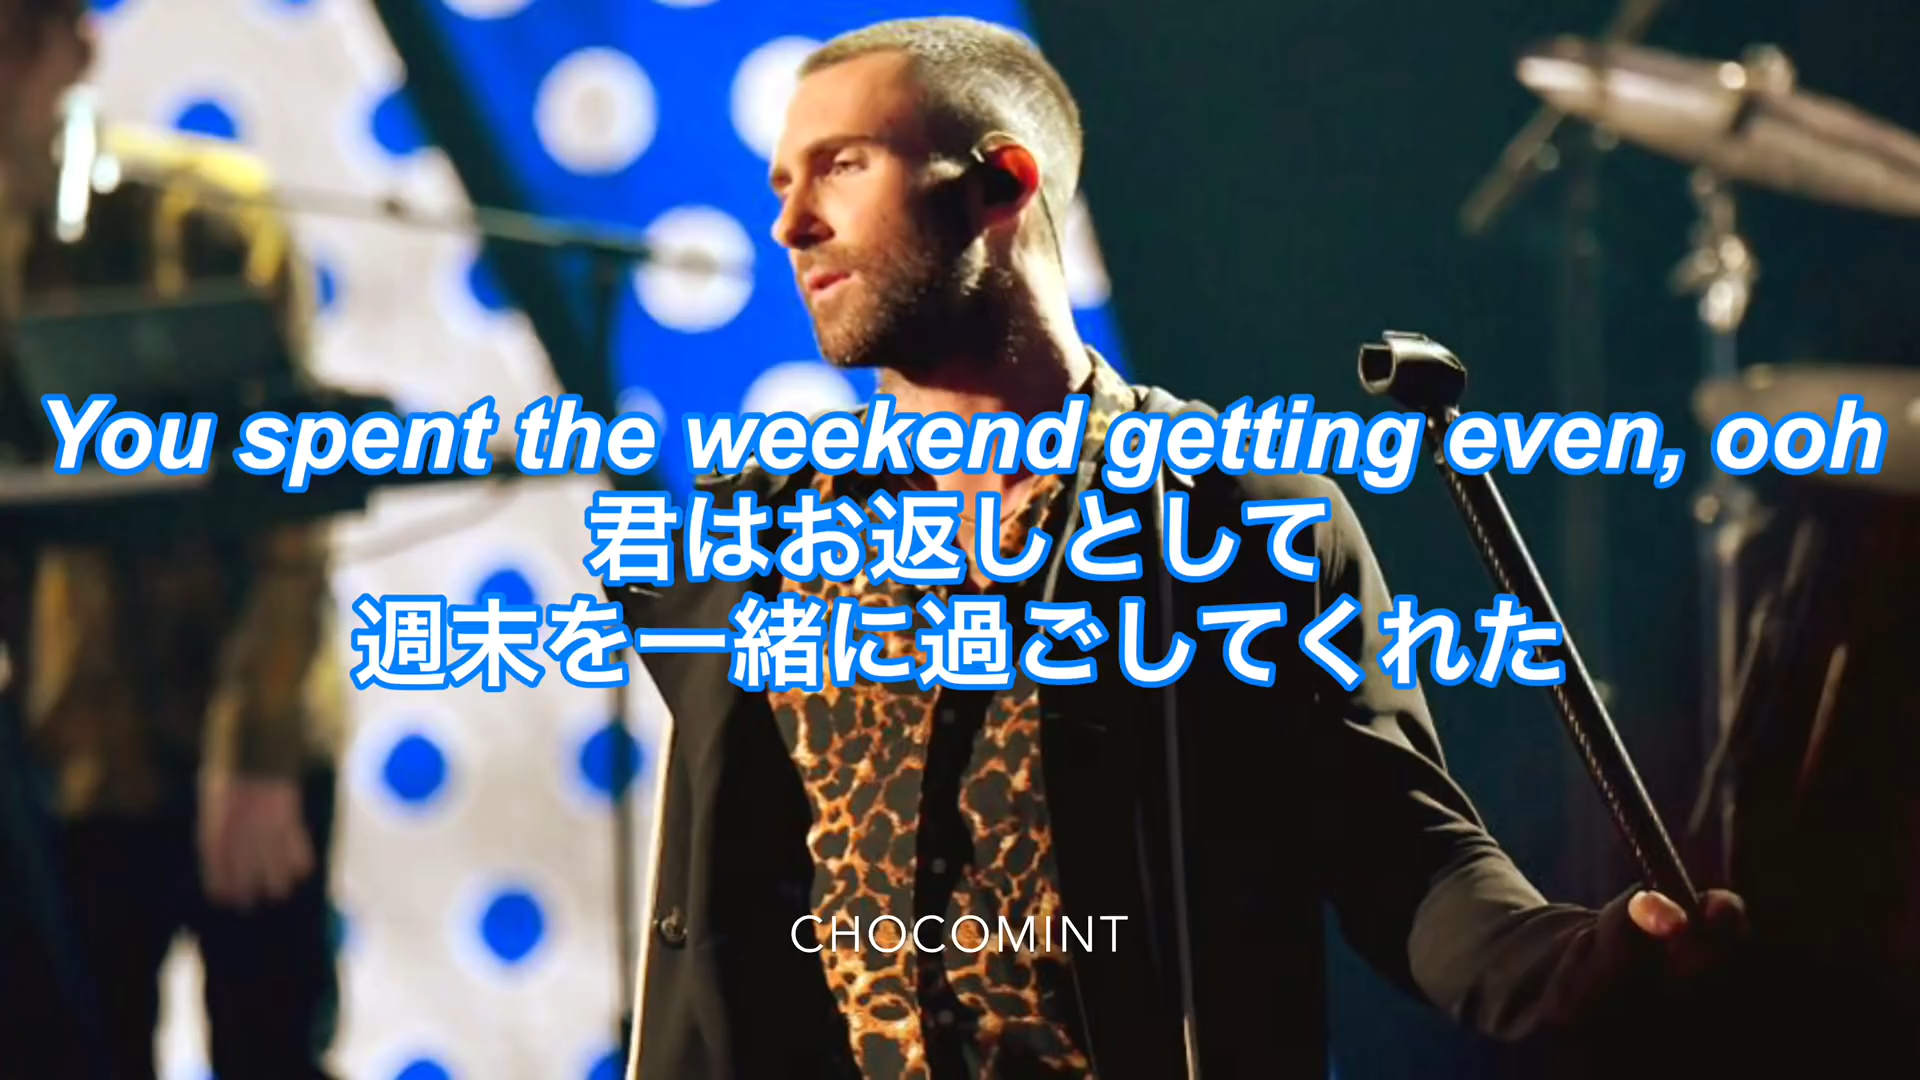 You spent the weekend getting even, ooh
君はお返しとして
週末を一緒に過ごしてくれた
CHOCOMINT